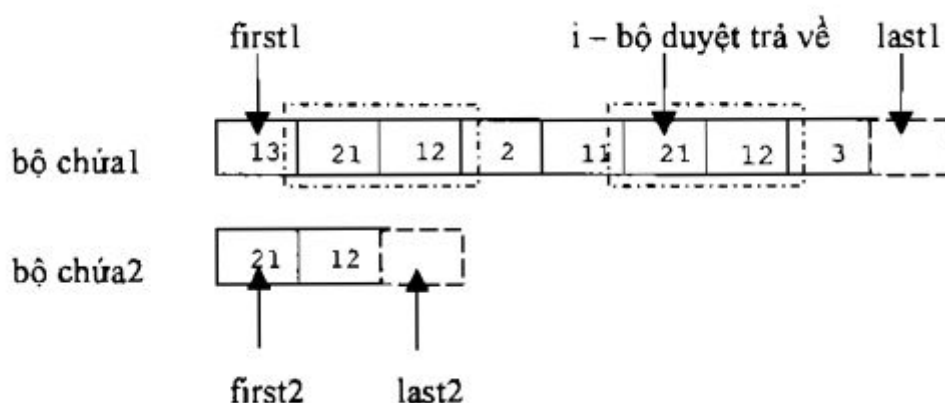 first1 i – bộ duyệt trả về last1
bộ chứa1 13 21 12 2 11 21 12 3
bộ chứa2 21 12
first2 last2